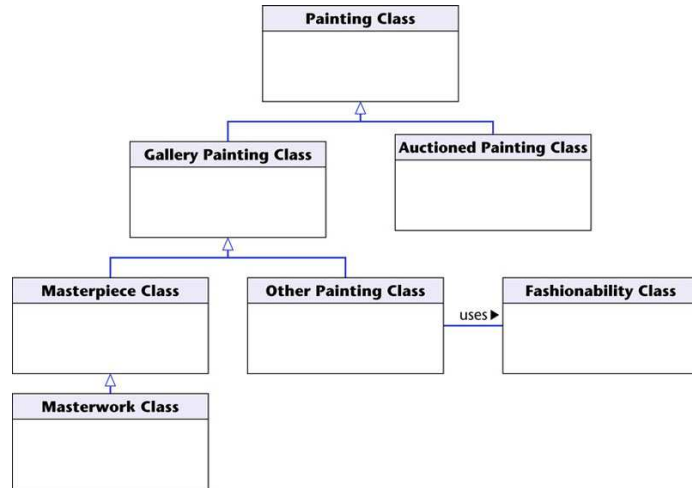 Painting Class
Gallery Painting Class
Auctioned Painting Class
Masterpiece Class
Other Painting Class
Fashionability Class
uses
Masterwork Class